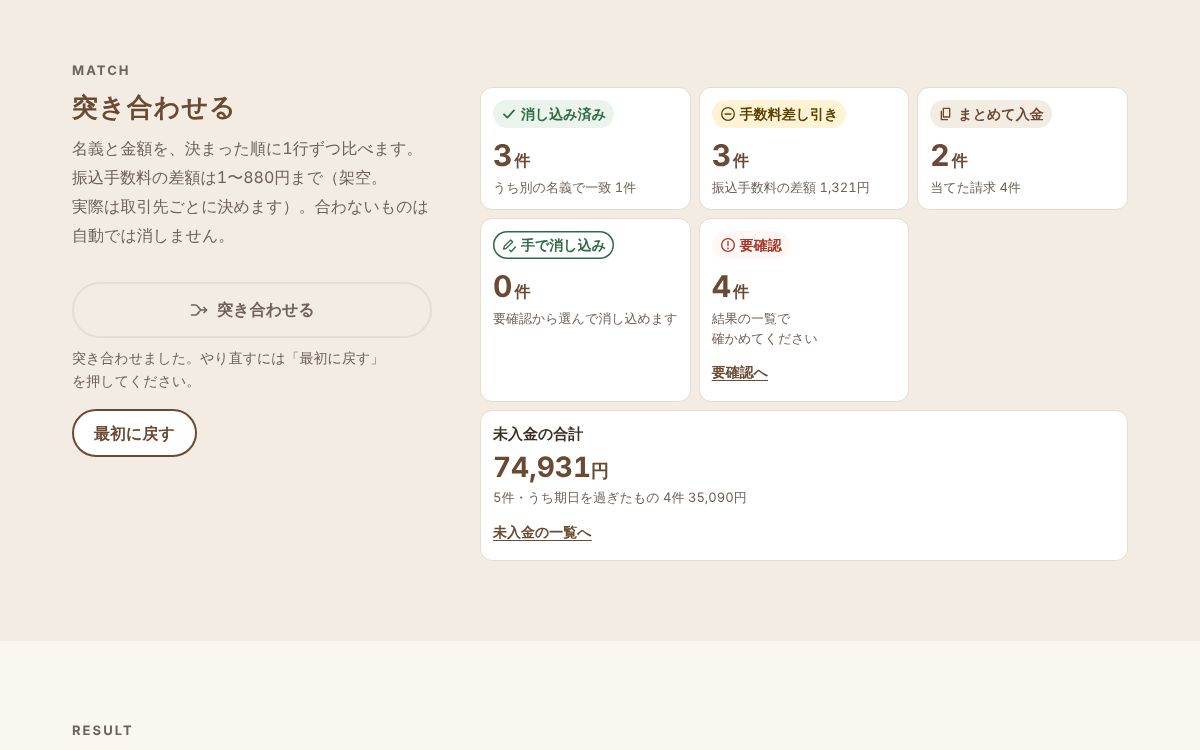 MATCH
突き合わせる
名義と金額を、決まった順に1行ずつ比べます。
振込手数料の差額は1〜880円まで（架空。
実際は取引先ごとに決めます）。合わないものは
自動では消しません。
突き合わせる
突き合わせました。やり直すには「最初に戻す」
を押してください。
最初に戻す
消し込み済み
3件
うち別の名義で一致 1件
手数料差し引き
3件
振込手数料の差額 1,321円
まとめて入金
2件
当てた請求 4件
手で消し込み
0件
要確認から選んで消し込めます
要確認
4件
結果の一覧で
確かめてください
要確認へ
未入金の合計
74,931円
5件・うち期日を過ぎたもの 4件 35,090円
未入金の一覧へ
RESULT